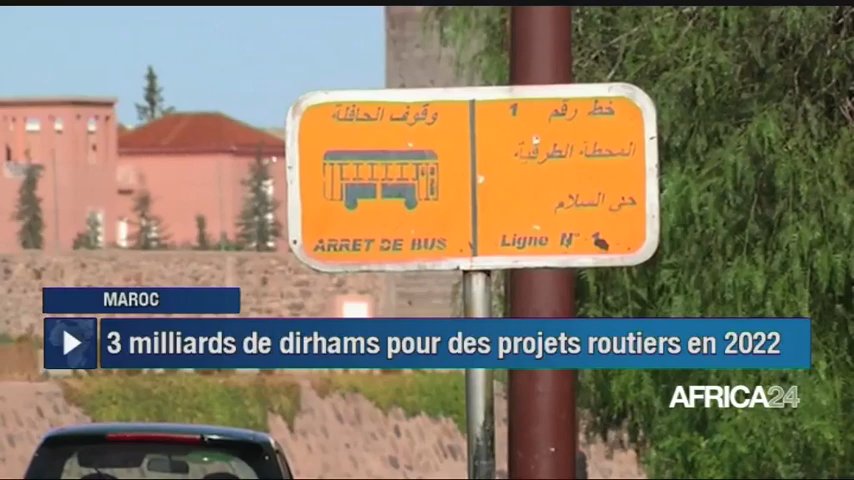 وقوف الحافلة
خط رقم 1
المحطة الطرقية
حي السلام
ARRET DE BUS
Ligne N° 1
MAROC
3 milliards de dirhams pour des projets routiers en 2022
AFRICA24